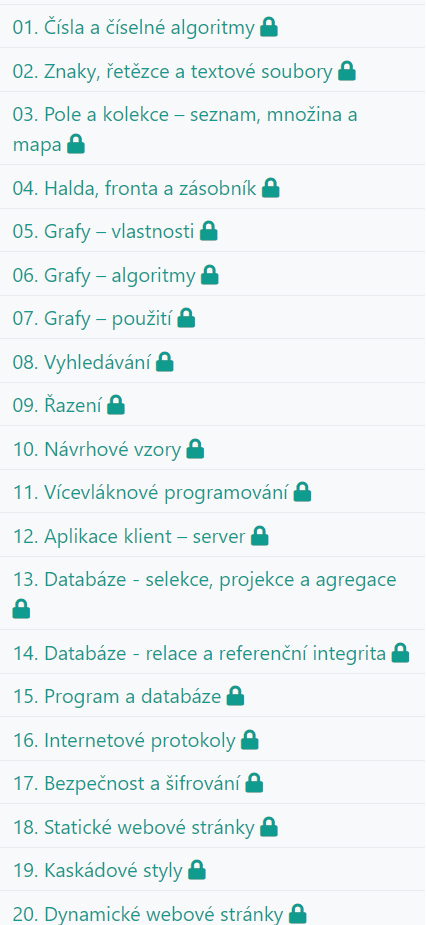 01. Čísla a číselné algoritmy
02. Znaky, řetězce a textové soubory
03. Pole a kolekce – seznam, množina a
mapa
04. Halda, fronta a zásobník
05. Grafy – vlastnosti
06. Grafy – algoritmy
07. Grafy – použití
08. Vyhledávání
09. Řazení
10. Návrhové vzory
11. Vícevláknové programování
12. Aplikace klient – server
13. Databáze - selekce, projekce a agregace
14. Databáze - relace a referenční integrita
15. Program a databáze
16. Internetové protokoly
17. Bezpečnost a šifrování
18. Statické webové stránky
19. Kaskádové styly
20. Dynamické webové stránky